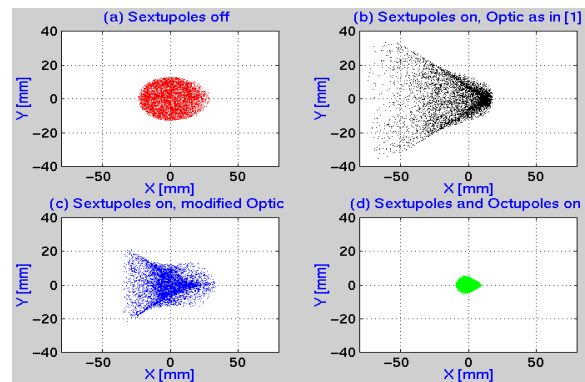 (a) Sextupoles off
40
20
0
−20
−40
Y [mm]
−50 0 50
X [mm]
(b) Sextupoles on, Optic as in [1]
40
20
0
−20
−40
Y [mm]
−50 0 50
X [mm]
(c) Sextupoles on, modified Optic
40
20
0
−20
−40
Y [mm]
−50 0 50
X [mm]
(d) Sextupoles and Octupoles on
40
20
0
−20
−40
Y [mm]
−50 0 50
X [mm]